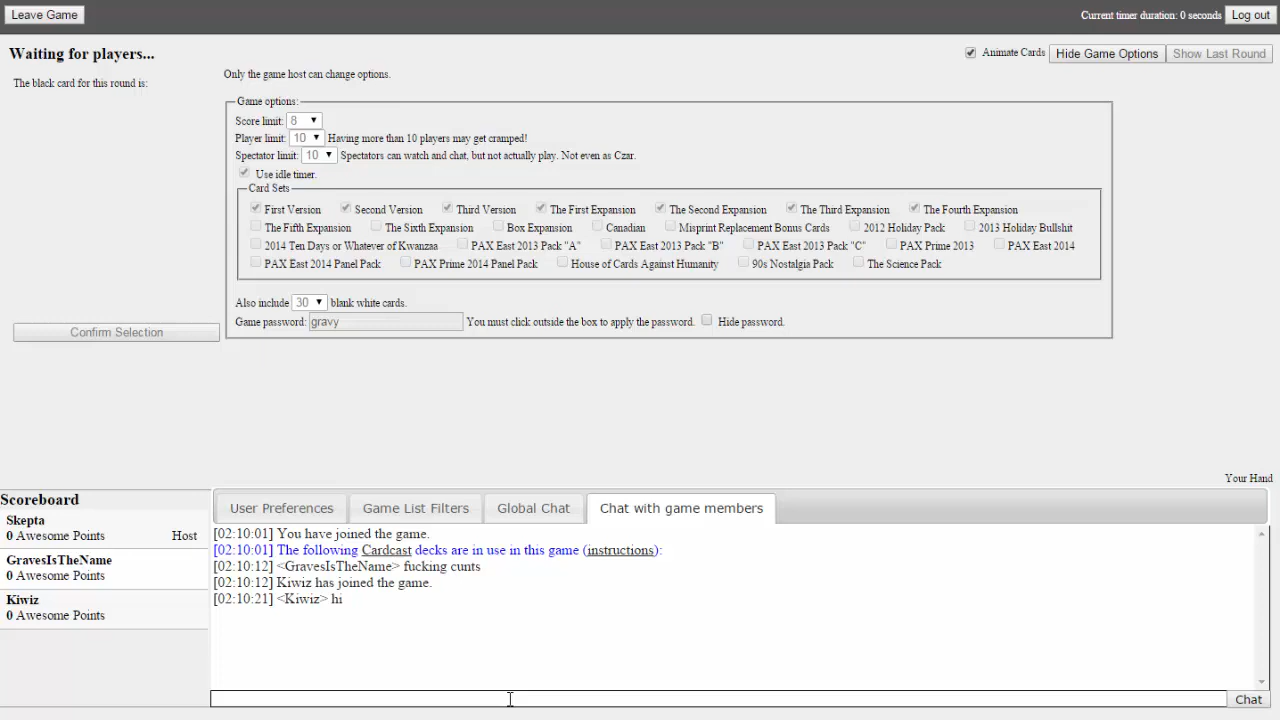 Leave Game
Current timer duration: 0 seconds Log out
Waiting for players...
Animate Cards Hide Game Options Show Last Round
The black card for this round is:
Only the game host can change options.
Game options:
Score limit: 8
Player limit: 10 Having more than 10 players may get cramped!
Spectator limit: 10 Spectators can watch and chat, but not actually play. Not even as Czar.
Use idle timer.
Card Sets
First Version Second Version Third Version The First Expansion The Second Expansion The Third Expansion The Fourth Expansion
The Fifth Expansion The Sixth Expansion Box Expansion Canadian Misprint Replacement Bonus Cards 2012 Holiday Pack 2013 Holiday Bullshit
2014 Ten Days or Whatever of Kwanzaa PAX East 2013 Pack "A" PAX East 2013 Pack "B" PAX East 2013 Pack "C" PAX Prime 2013 PAX East 2014
PAX East 2014 Panel Pack PAX Prime 2014 Panel Pack House of Cards Against Humanity 90s Nostalgia Pack The Science Pack
Also include 30 blank white cards.
Game password: gravy You must click outside the box to apply the password. Hide password.
Confirm Selection
Your Hand
Scoreboard
Skepta
0 Awesome Points Host
GravesIsTheName
0 Awesome Points
Kiwiz
0 Awesome Points
User Preferences Game List Filters Global Chat Chat with game members
[02:10:01] You have joined the game.
[02:10:01] The following Cardcast decks are in use in this game (instructions):
[02:10:12] <GravesIsTheName> fucking cunts
[02:10:12] Kiwiz has joined the game.
[02:10:21] <Kiwiz> hi
Chat